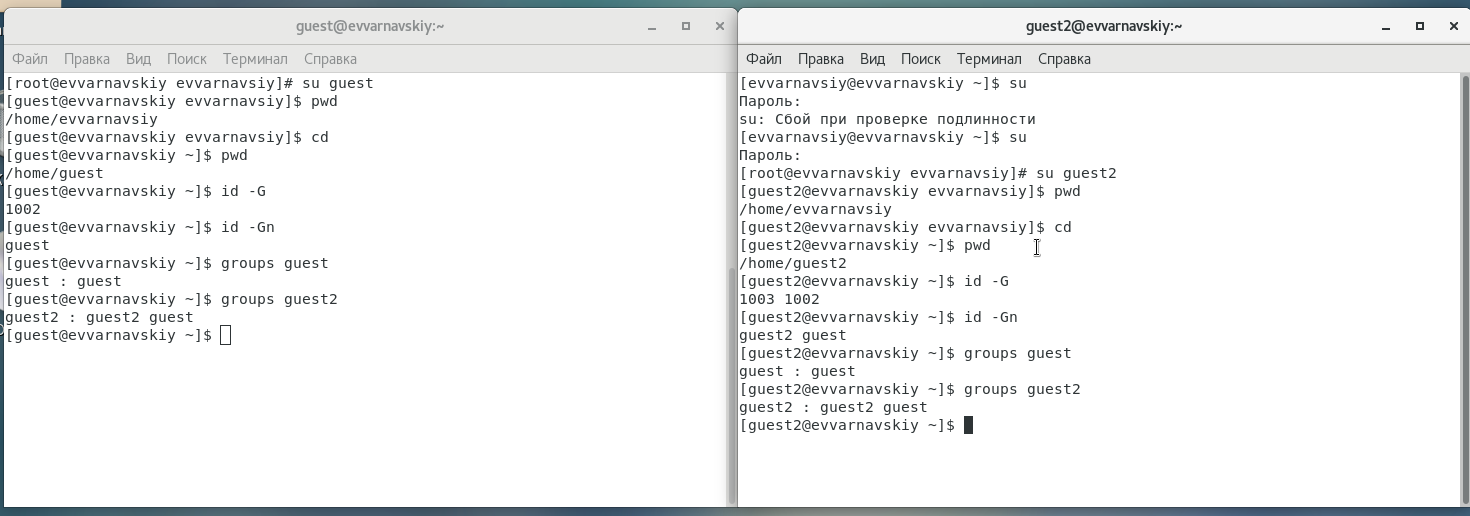 guest@evvarnavskiy:~
Файл Правка Вид Поиск Терминал Справка
[root@evvarnavskiy evvarnavsiy]# su guest
[guest@evvarnavskiy evvarnavsiy]$ pwd
/home/evvarnavsiy
[guest@evvarnavskiy evvarnavsiy]$ cd
[guest@evvarnavskiy ~]$ pwd
/home/guest
[guest@evvarnavskiy ~]$ id -G
1002
[guest@evvarnavskiy ~]$ id -Gn
guest
[guest@evvarnavskiy ~]$ groups guest
guest : guest
[guest@evvarnavskiy ~]$ groups guest2
guest2 : guest2 guest
[guest@evvarnavskiy ~]$
guest2@evvarnavskiy:~
Файл Правка Вид Поиск Терминал Справка
[evvarnavsiy@evvarnavskiy ~]$ su
Пароль:
su: Сбой при проверке подлинности
[evvarnavsiy@evvarnavskiy ~]$ su
Пароль:
[root@evvarnavskiy evvarnavsiy]# su guest2
[guest2@evvarnavskiy evvarnavsiy]$ pwd
/home/evvarnavsiy
[guest2@evvarnavskiy evvarnavsiy]$ cd
[guest2@evvarnavskiy ~]$ pwd
/home/guest2
[guest2@evvarnavskiy ~]$ id -G
1003 1002
[guest2@evvarnavskiy ~]$ id -Gn
guest2 guest
[guest2@evvarnavskiy ~]$ groups guest
guest : guest
[guest2@evvarnavskiy ~]$ groups guest2
guest2 : guest2 guest
[guest2@evvarnavskiy ~]$